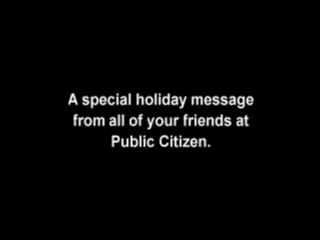 A special holiday message
from all of your friends at
Public Citizen.